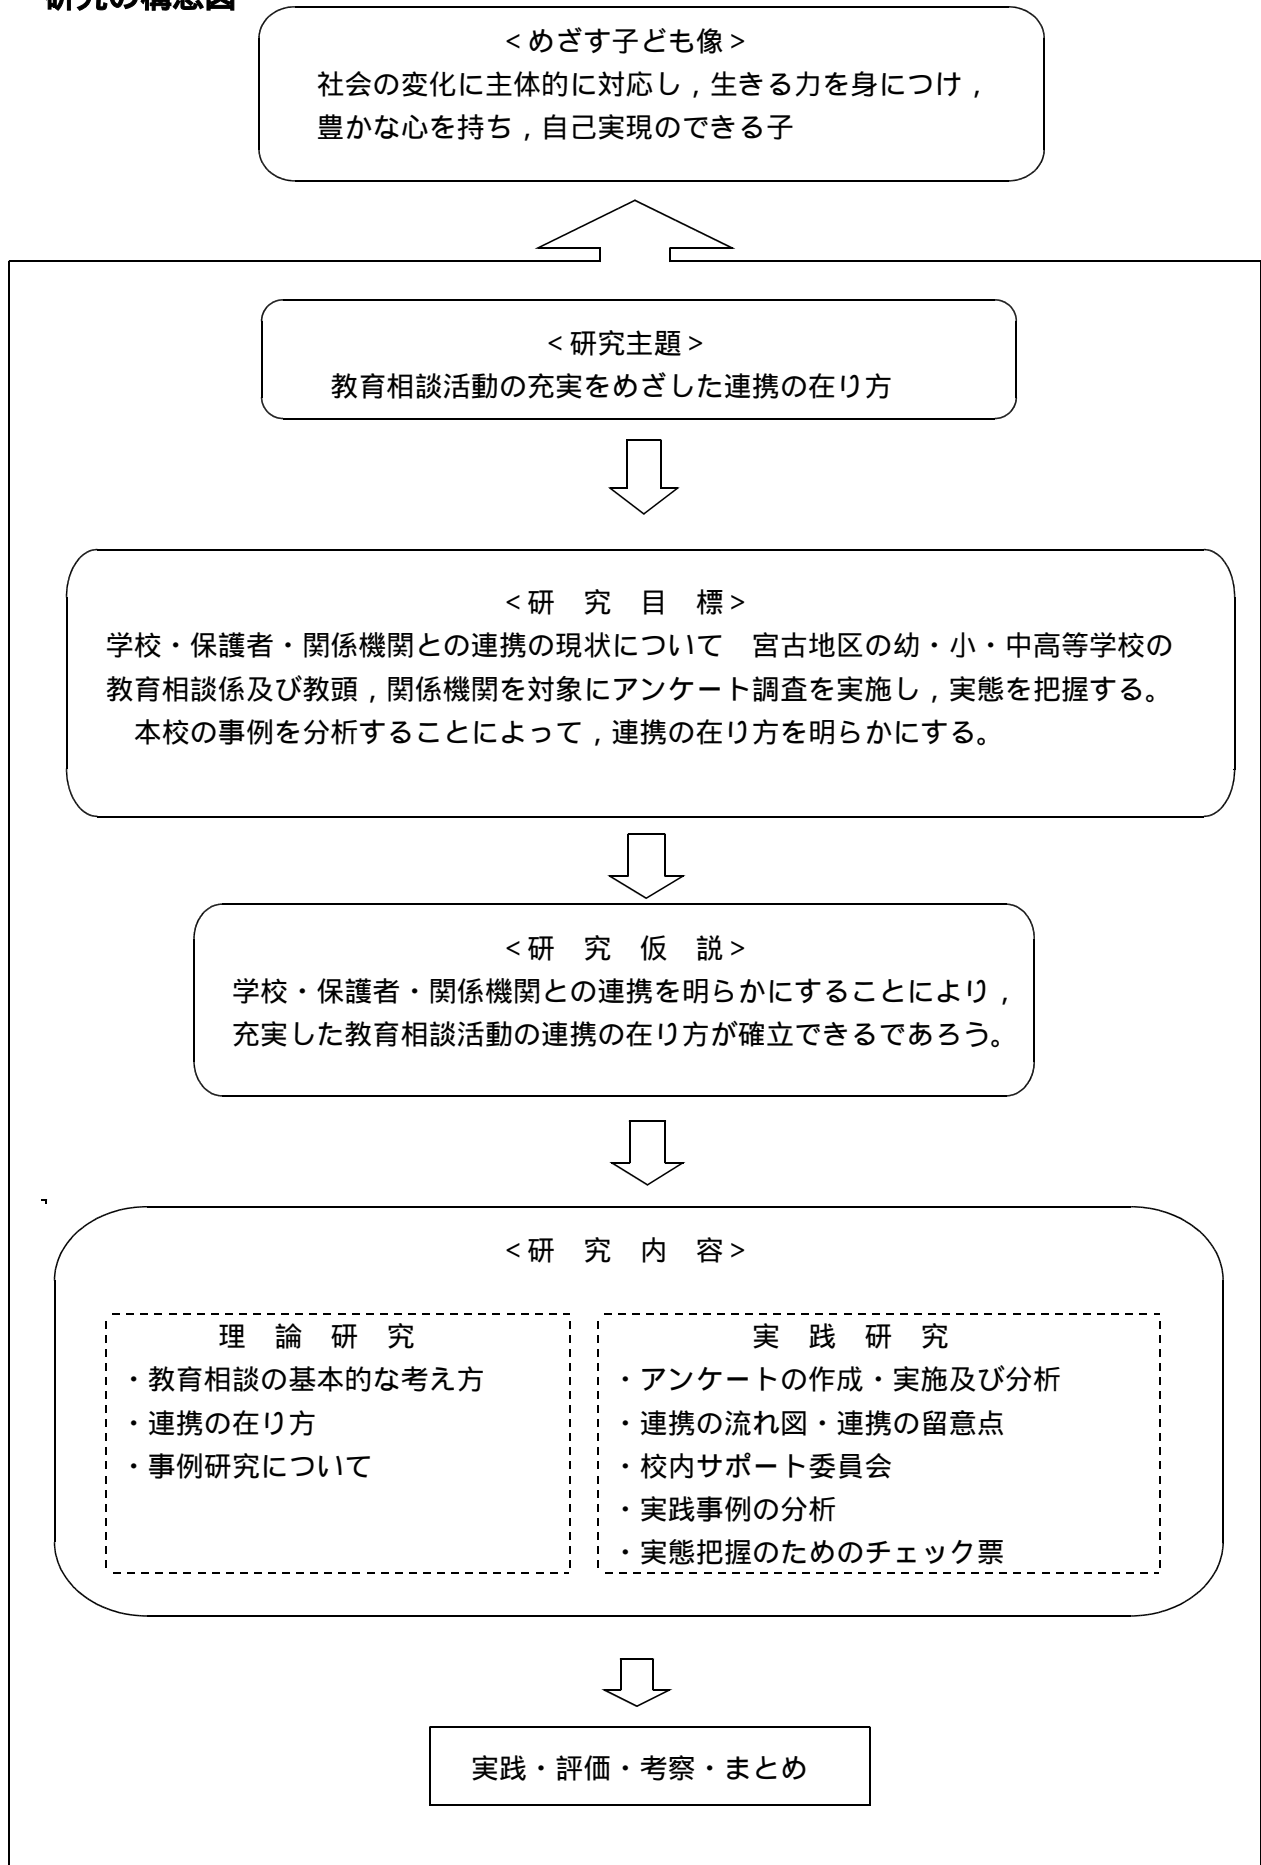 研究の構想図
<めざす子ども像>
社会の変化に主体的に対応し，生きる力を身につけ，
豊かな心を持ち，自己実現のできる子
<研究主題>
教育相談活動の充実をめざした連携の在り方
<研　究　目　標>
学校・保護者・関係機関との連携の現状について　宮古地区の幼・小・中高等学校の
教育相談係及び教頭，関係機関を対象にアンケート調査を実施し，実態を把握する。
本校の事例を分析することによって，連携の在り方を明らかにする。
<研　究　仮　説>
学校・保護者・関係機関との連携を明らかにすることにより，
充実した教育相談活動の連携の在り方が確立できるであろう。
<研　究　内　容>
理　論　研　究
・教育相談の基本的な考え方
・連携の在り方
・事例研究について
実　践　研　究
・アンケートの作成・実施及び分析
・連携の流れ図・連携の留意点
・校内サポート委員会
・実践事例の分析
・実態把握のためのチェック票
実践・評価・考察・まとめ